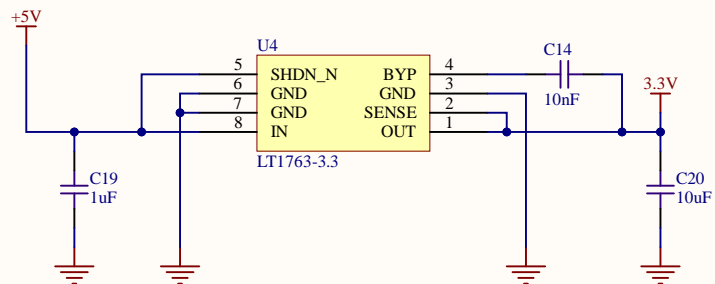 +5V
U4
5 SHDN_N BYP 4
6 GND GND 3
7 GND SENSE 2
8 IN OUT 1
LT1763-3.3
C14
10nF
3.3V
C19
1uF
C20
10uF